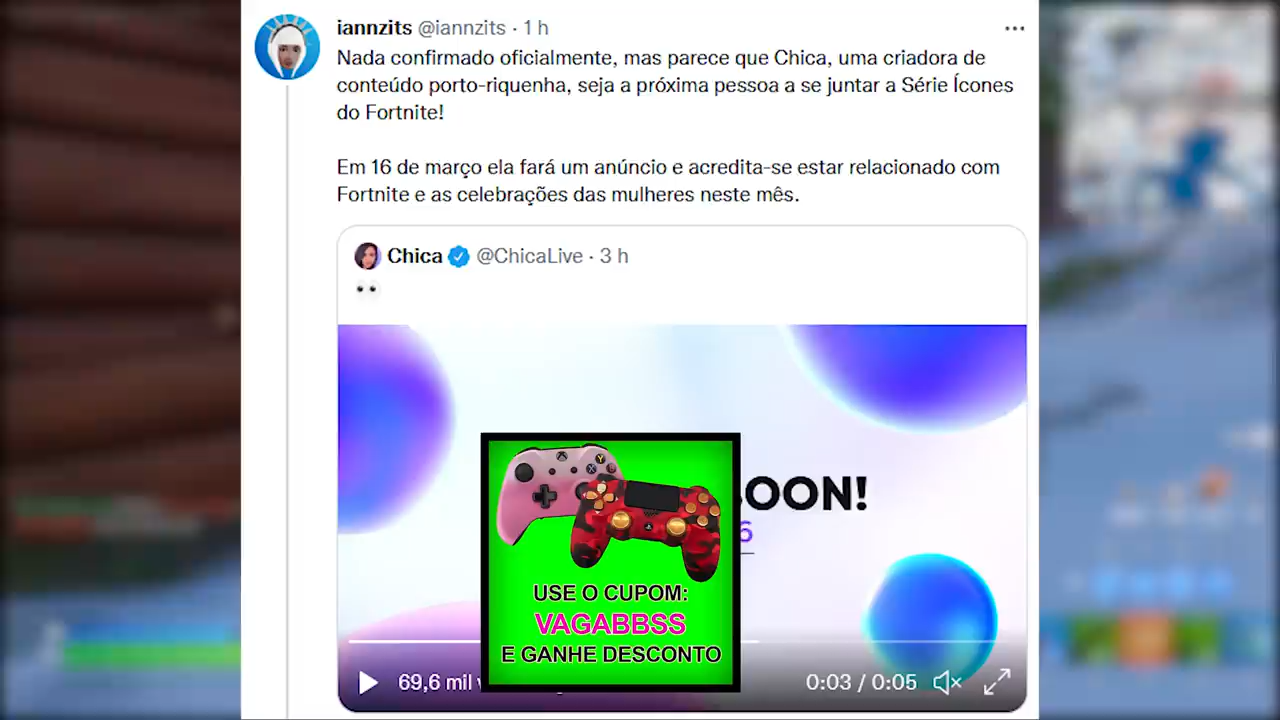 iannzits @iannzits · 1 h
Nada confirmado oficialmente, mas parece que Chica, uma criadora de
conteúdo porto-riquenha, seja a próxima pessoa a se juntar a Série Ícones
do Fortnite!
Em 16 de março ela fará um anúncio e acredita-se estar relacionado com
Fortnite e as celebrações das mulheres neste mês.
Chica @ChicaLive · 3 h
OON!
6
USE O CUPOM:
VAGABBSS
E GANHE DESCONTO
69,6 mil
0:03 / 0:05